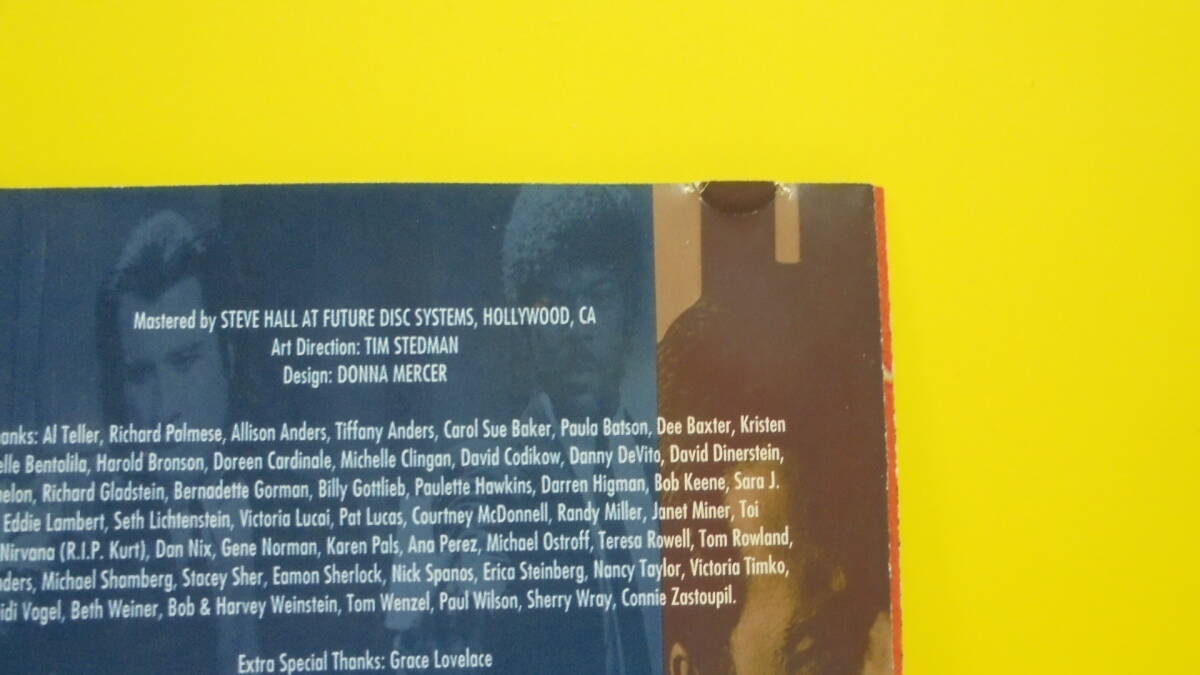 Mastered by STEVE HALL AT FUTURE DISC SYSTEMS, HOLLYWOOD, CA
Art Direction: TIM STEDMAN
Design: DONNA MERCER
anks: Al Teller, Richard Palmese, Allison Anders, Tiffany Anders, Carol Sue Baker, Paula Batson, Dee Baxter, Kristen
elle Bentolila, Harold Bronson, Doreen Cardinale, Michelle Clingan, David Codikow, Danny DeVito, David Dinerstein,
elon, Richard Gladstein, Bernadette Gorman, Billy Gottlieb, Paulette Hawkins, Darren Higman, Bob Keene, Sara J.
Eddie Lambert, Seth Lichtenstein, Victoria Lucai, Pat Lucas, Courtney McDonnell, Randy Miller, Janet Miner, Toi
Nirvana (R.I.P. Kurt), Dan Nix, Gene Norman, Karen Pals, Ana Perez, Michael Ostroff, Teresa Rowell, Tom Rowland,
ders, Michael Shamberg, Stacey Sher, Eamon Sherlock, Nick Spanos, Erica Steinberg, Nancy Taylor, Victoria Timko,
idi Vogel, Beth Weiner, Bob & Harvey Weinstein, Tom Wenzel, Paul Wilson, Sherry Wray, Connie Zastoupil.
Extra Special Thanks: Grace Lovelace